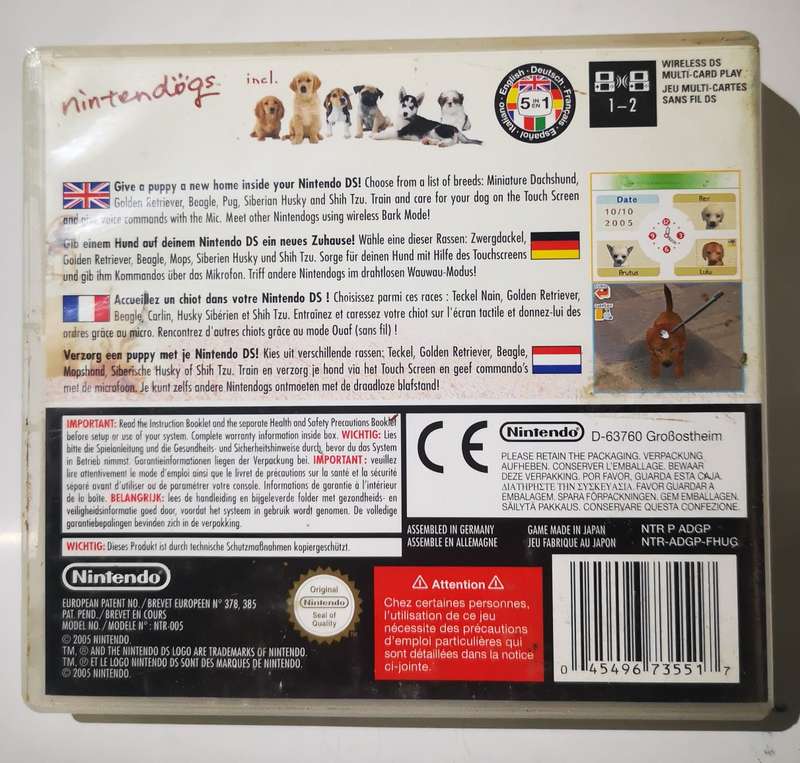 nintendögs
incl.
English · Deutsch · Français · Español · Italiano
5 IN EN 1
1-2
WIRELESS DS
MULTI-CARD PLAY
JEU MULTI-CARTES
SANS FIL DS
Give a puppy a new home inside your Nintendo DS! Choose from a list of breeds: Miniature Dachshund,
Golden Retriever, Beagle, Pug, Siberian Husky and Shih Tzu. Train and care for your dog on the Touch Screen
and give voice commands with the Mic. Meet other Nintendogs using wireless Bark Mode!
Gib einem Hund auf deinem Nintendo DS ein neues Zuhause! Wähle eine dieser Rassen: Zwergdackel,
Golden Retriever, Beagle, Mops, Siberien Husky und Shih Tzu. Sorge für deinen Hund mit Hilfe des Touchscreens
und gib ihm Kommandos über das Mikrofon. Triff andere Nintendogs im drahtlosen Wauwau-Modus!
Accueillez un chiot dans votre Nintendo DS ! Choisissez parmi ces races : Teckel Nain, Golden Retriever,
Beagle, Carlin, Husky Sibérien et Shih Tzu. Entraînez et caressez votre chiot sur l'écran tactile et donnez-lui des
ordres grâce au micro. Rencontrez d'autres chiots grâce au mode Ouaf (sans fil) !
Verzorg een puppy met je Nintendo DS! Kies uit verschillende rassen: Teckel, Golden Retriever, Beagle,
Mopshond, Siberische Husky of Shih Tzu. Train en verzorg je hond via het Touch Screen en geef commando's
met de microfoon. Je kunt zelfs andere Nintendogs ontmoeten met de draadloze blafstand!
Date
10/10
2005
Rex
Brutus
Lulu
IMPORTANT: Read the Instruction Booklet and the separate Health and Safety Precautions Booklet
before setup or use of your system. Complete warranty information inside box. WICHTIG: Lies
bitte die Spielanleitung und die Gesundheits- und Sicherheitshinweise durch, bevor du das System
in Betrieb nimmst. Garantieinformationen liegen der Verpackung bei. IMPORTANT : veuillez
lire attentivement le mode d'emploi ainsi que le livret de precautions sur la santé et la sécurité
séparé avant d'utiliser ou de paramétrer votre console. Informations de garantie à l'intérieur
de la boîte. BELANGRIJK: lees de handleiding en bijgeleverde folder met gezondheids- en
veiligheidsinformatie goed door, voordat het systeem in gebruik wordt genomen. De volledige
garantiebepalingen bevinden zich in de verpakking.
WICHTIG: Dieses Produkt ist durch technische Schutzmaßnahmen kopiergeschützt.
CE
Nintendo D-63760 Großostheim
PLEASE RETAIN THE PACKAGING. VERPACKUNG
AUFHEBEN. CONSERVER L'EMBALLAGE. BEWAAR
DEZE VERPAKKING. POR FAVOR, GUARDA ESTA CAJA.
ΔΙΑΤΗΡΗΣΤΕ ΤΗΝ ΣΥΣΚΕΥΑΣΙΑ. FAVOR GUARDAR A
EMBALAGEM. SPARA FÖRPACKNINGEN. GEM EMBALLAGEN.
SÄILYTÄ PAKKAUS. CONSERVARE QUESTA CONFEZIONE.
ASSEMBLED IN GERMANY
ASSEMBLE EN ALLEMAGNE
GAME MADE IN JAPAN
JEU FABRIQUE AU JAPON
NTR P ADGP
NTR-ADGP-FHUG
Nintendo
EUROPEAN PATENT NO./BREVET EUROPEEN N° 378, 385
PAT. PEND./BREVET EN COURS
MODEL NO./MODELE N°: NTR-005
© 2005 NINTENDO.
TM, ® AND THE NINTENDO DS LOGO ARE TRADEMARKS OF NINTENDO.
TM, ® ET LE LOGO NINTENDO DS SONT DES MARQUES DE NINTENDO.
© 2005 NINTENDO.
Original
Nintendo
Seal of
Quality
TM
Attention
Chez certaines personnes,
l'utilisation de ce jeu
nécessite des précautions
d'emploi particulières qui
sont détaillées dans la notice
ci-jointe.
0 45496 73551 7